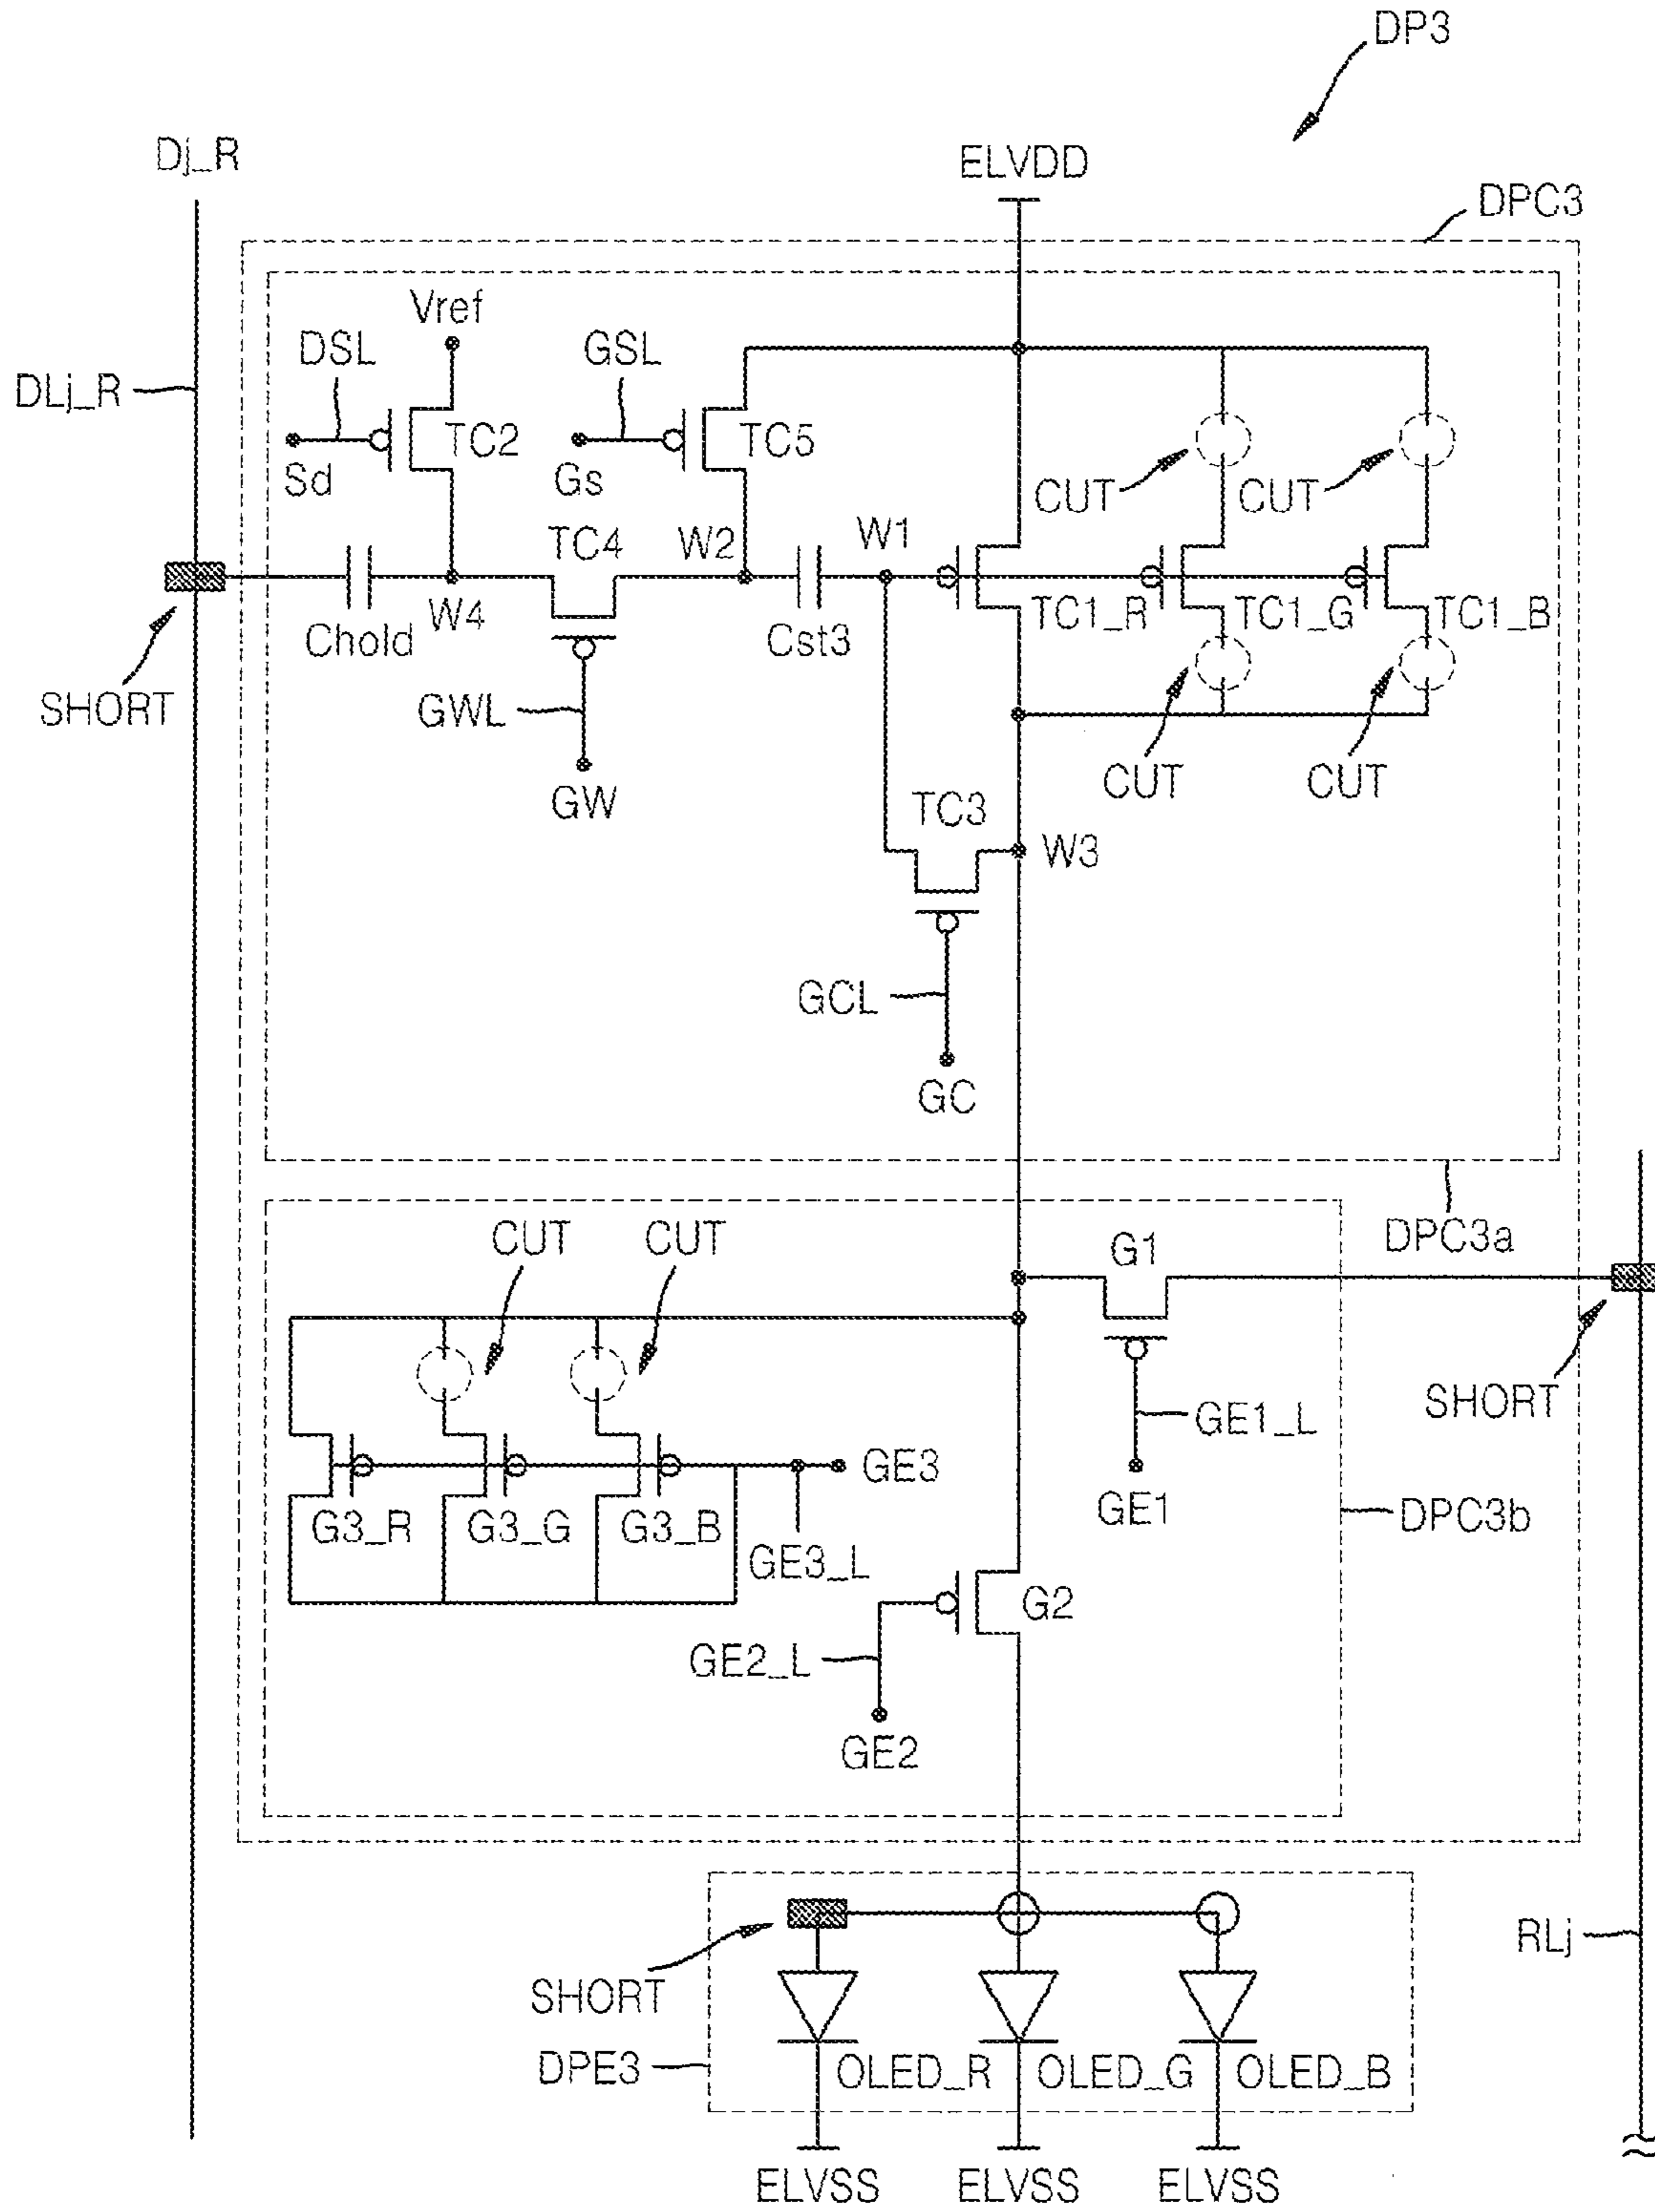 DP3
Dj_R
ELVDD
DPC3
Vref
DSL
GSL
DLj_R
TC2
TC5
Sd
Gs
CUT
CUT
TC4
W2
W1
W4
TC1_R
TC1_G
TC1_B
Chold
Cst3
SHORT
GWL
CUT
CUT
GW
TC3
W3
GCL
GC
DPC3a
CUT
CUT
G1
SHORT
GE1_L
GE3
GE1
DPC3b
G3_R
G3_G
G3_B
GE3_L
G2
GE2_L
GE2
RLj
SHORT
DPE3
OLED_R
OLED_G
OLED_B
ELVSS
ELVSS
ELVSS